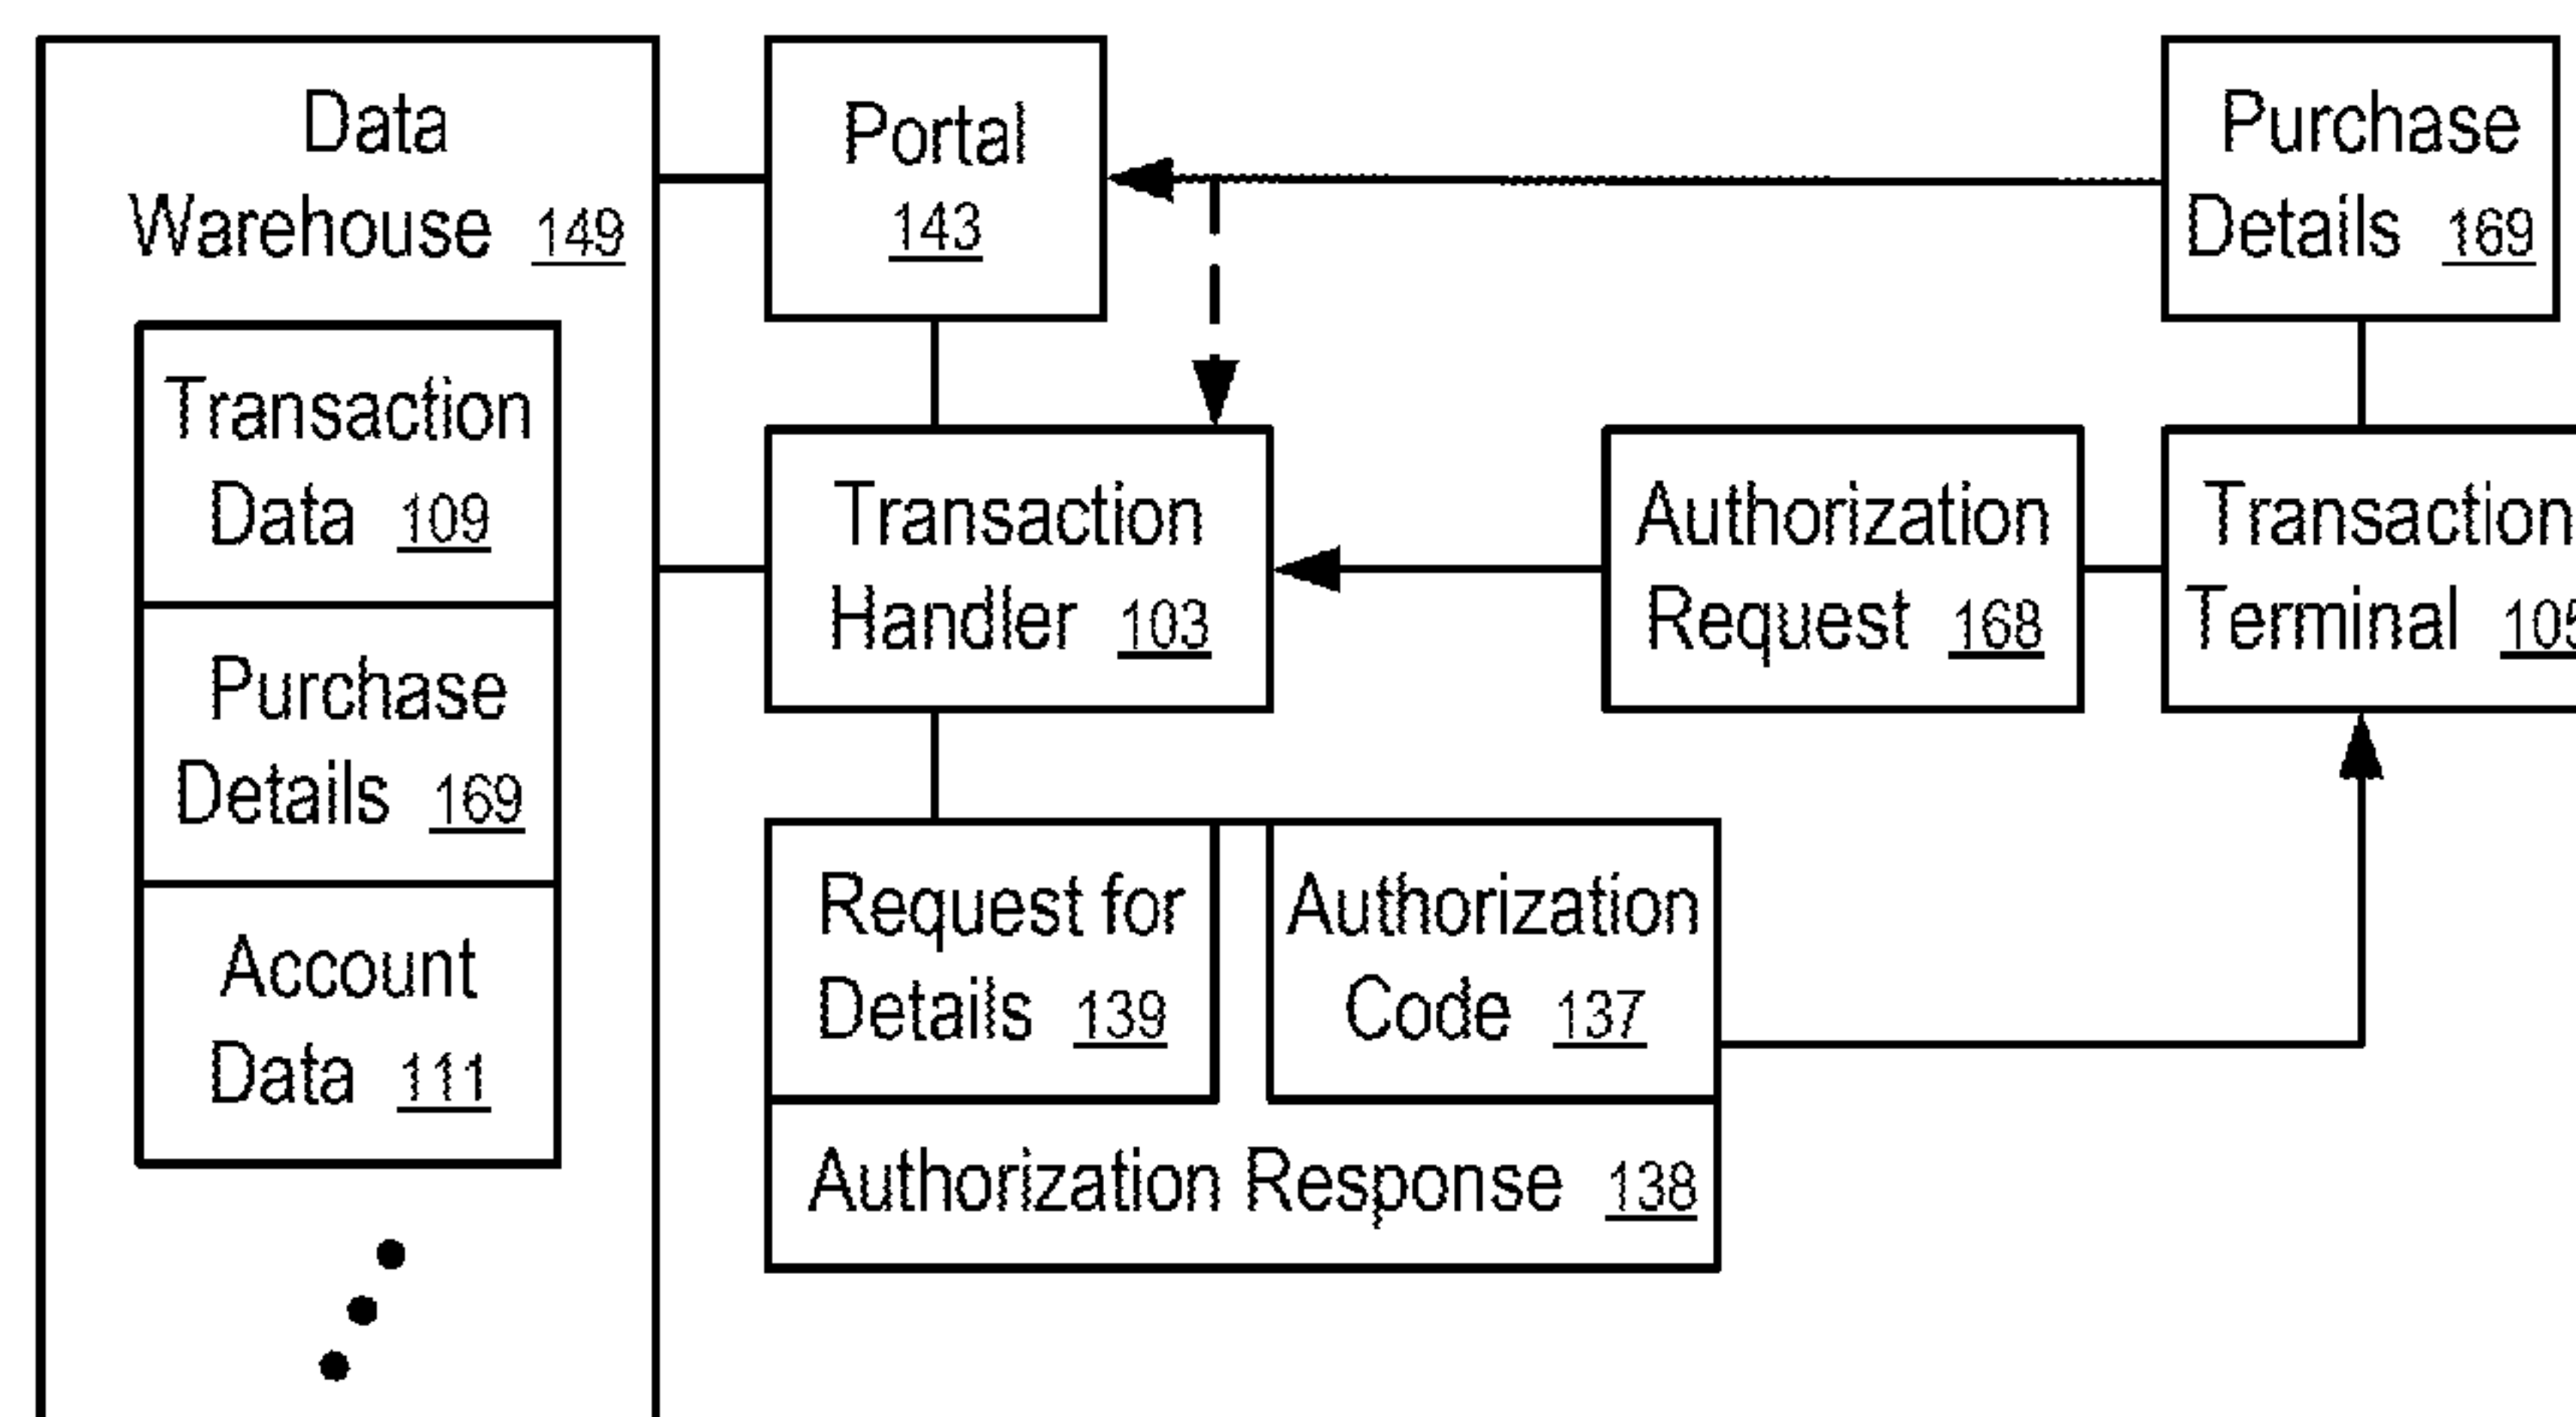 Data
Warehouse 149
Transaction
Data 109
Purchase
Details 169
Account
Data 111
Portal
143
Purchase
Details 169
Transaction
Handler 103
Authorization
Request 168
Transaction
Terminal 105
Request for
Details 139
Authorization
Code 137
Authorization Response 138